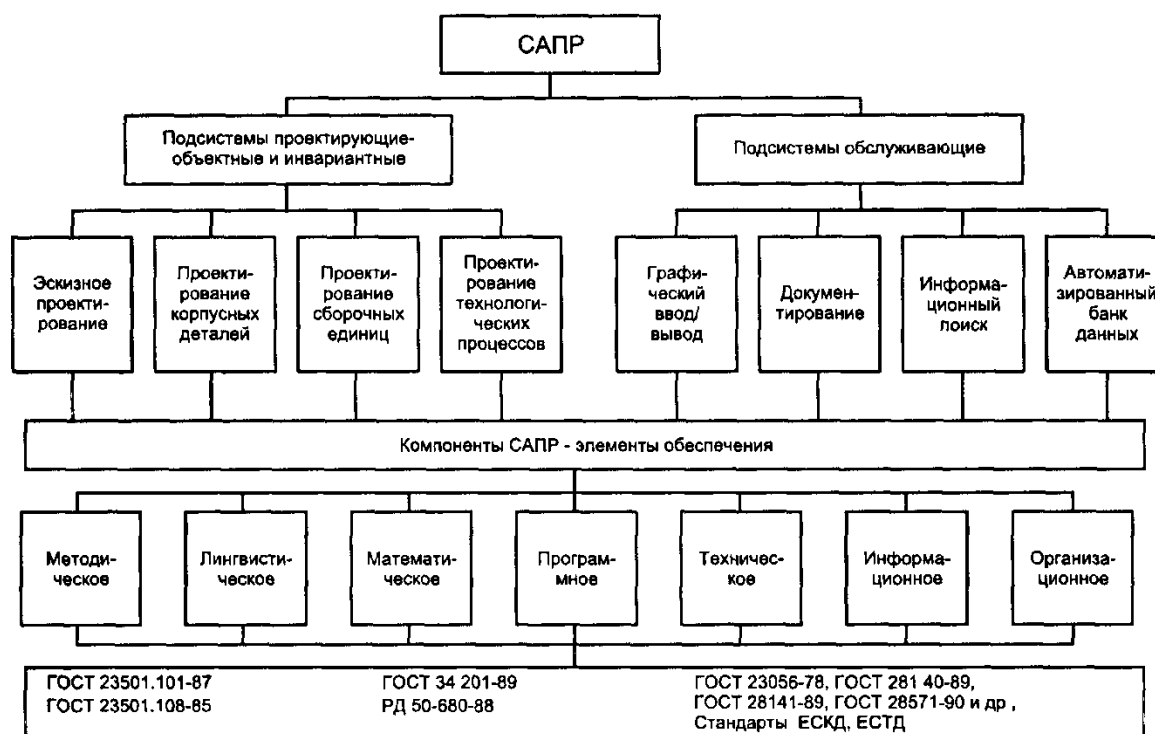 САПР
Подсистемы проектирующие-
объектные и инвариантные
Подсистемы обслуживающие
Эскизное
проекти-
рование
Проекти-
рование
корпусных
деталей
Проекти-
рование
сборочных
единиц
Проекти-
рование
технологи-
ческих
процессов
Графи-
ческий
ввод/
вывод
Докумен-
тирование
Информа-
ционный
поиск
Автомати-
зированный
банк
данных
Компоненты САПР - элементы обеспечения
Методи-
ческое
Лингвисти-
ческое
Математи-
ческое
Програм-
мное
Техничес-
кое
Информа-
ционное
Организа-
ционное
ГОСТ 23501.101-87
ГОСТ 23501.108-85
ГОСТ 34 201-89
РД 50-680-88
ГОСТ 23056-78, ГОСТ 281 40-89,
ГОСТ 28141-89, ГОСТ 28571-90 и др ,
Стандарты ЕСКД, ЕСТД